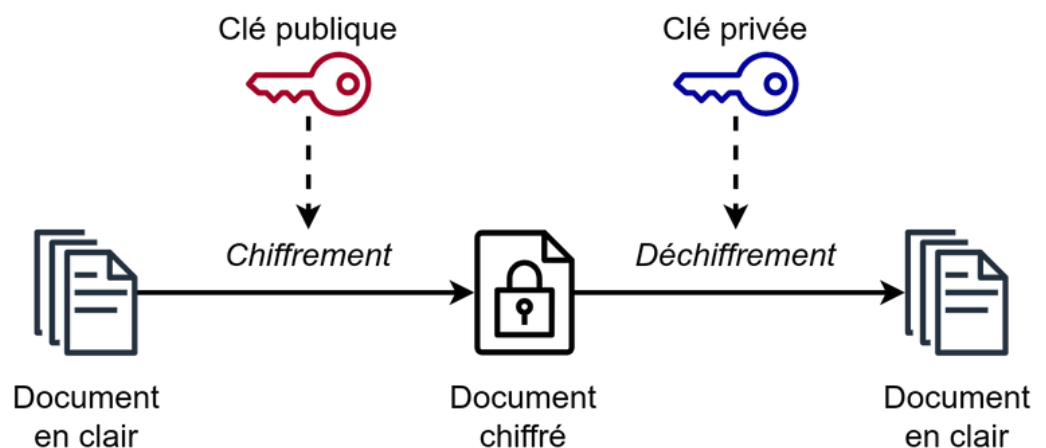 Clé publique
Clé privée
Chiffrement
Déchiffrement
Document
en clair
Document
chiffré
Document
en clair